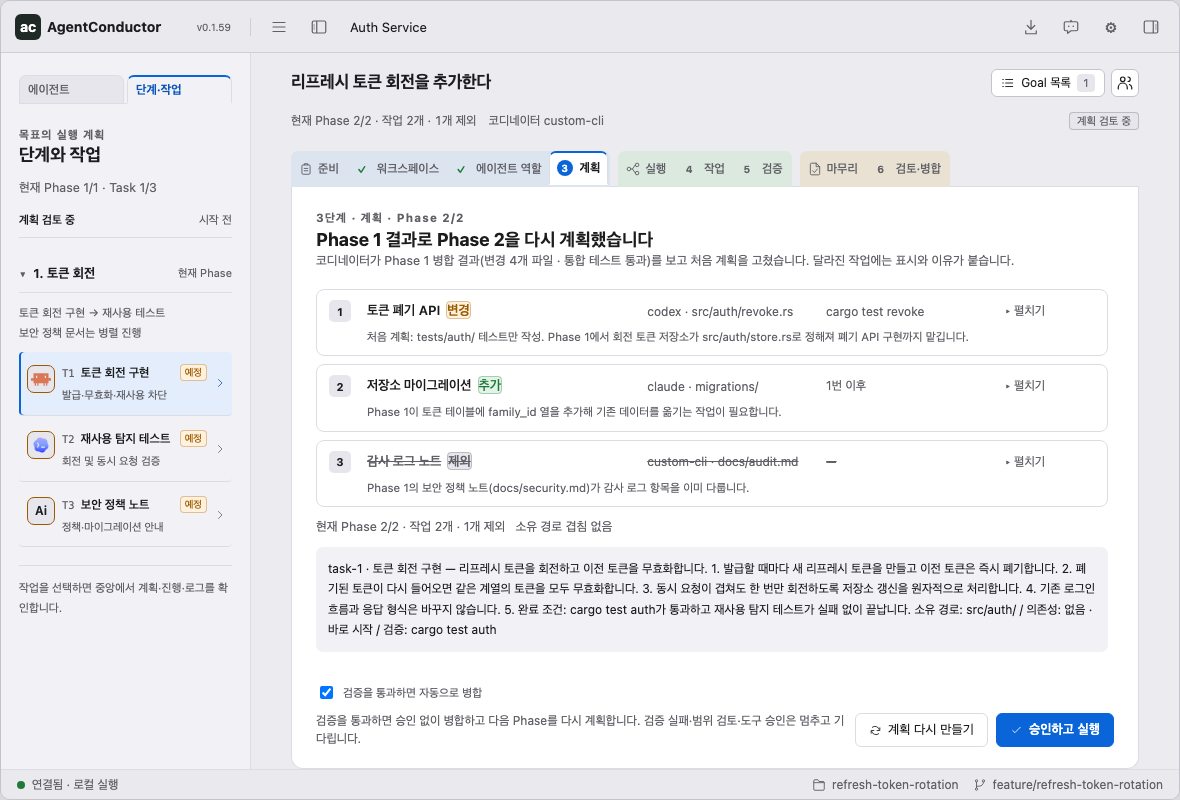 ac AgentConductor v0.1.59 Auth Service
에이전트 단계·작업
목표의 실행 계획
단계와 작업
현재 Phase 1/1 · Task 1/3
계획 검토 중 시작 전
▾ 1. 토큰 회전 현재 Phase
토큰 회전 구현 → 재사용 테스트
보안 정책 문서는 병렬 진행
T1 토큰 회전 구현 예정
발급·무효화·재사용 차단
T2 재사용 탐지 테스트 예정
회전 및 동시 요청 검증
Ai T3 보안 정책 노트 예정
정책·마이그레이션 안내
작업을 선택하면 중앙에서 계획·진행·로그를 확
인합니다.
리프레시 토큰 회전을 추가한다
Goal 목록 1
현재 Phase 2/2 · 작업 2개 · 1개 제외 코디네이터 custom-cli
계획 검토 중
준비 ✓ 워크스페이스 ✓ 에이전트 역할 3 계획 실행 4 작업 5 검증 마무리 6 검토·병합
3단계 · 계획 · Phase 2/2
Phase 1 결과로 Phase 2을 다시 계획했습니다
코디네이터가 Phase 1 병합 결과(변경 4개 파일 · 통합 테스트 통과)를 보고 처음 계획을 고쳤습니다. 달라진 작업에는 표시와 이유가 붙습니다.
1 토큰 폐기 API 변경 codex · src/auth/revoke.rs cargo test revoke ▸ 펼치기
처음 계획: tests/auth/ 테스트만 작성. Phase 1에서 회전 토큰 저장소가 src/auth/store.rs로 정해져 폐기 API 구현까지 맡깁니다.
2 저장소 마이그레이션 추가 claude · migrations/ 1번 이후 ▸ 펼치기
Phase 1이 토큰 테이블에 family_id 열을 추가해 기존 데이터를 옮기는 작업이 필요합니다.
3 감사 로그 노트 제외 custom-cli · docs/audit.md — ▸ 펼치기
Phase 1의 보안 정책 노트(docs/security.md)가 감사 로그 항목을 이미 다룹니다.
현재 Phase 2/2 · 작업 2개 · 1개 제외 소유 경로 겹침 없음
task-1 · 토큰 회전 구현 — 리프레시 토큰을 회전하고 이전 토큰을 무효화합니다. 1. 발급할 때마다 새 리프레시 토큰을 만들고 이전 토큰은 즉시 폐기합니다. 2. 폐
기된 토큰이 다시 들어오면 같은 계열의 토큰을 모두 무효화합니다. 3. 동시 요청이 겹쳐도 한 번만 회전하도록 저장소 갱신을 원자적으로 처리합니다. 4. 기존 로그인
흐름과 응답 형식은 바꾸지 않습니다. 5. 완료 조건: cargo test auth가 통과하고 재사용 탐지 테스트가 실패 없이 끝납니다. 소유 경로: src/auth/ / 의존성: 없음 ·
바로 시작 / 검증: cargo test auth
검증을 통과하면 자동으로 병합
검증을 통과하면 승인 없이 병합하고 다음 Phase를 다시 계획합니다. 검증 실패·범위 검토·도구 승인은 멈추고 기
다립니다.
계획 다시 만들기 ✓ 승인하고 실행
연결됨 · 로컬 실행 refresh-token-rotation feature/refresh-token-rotation